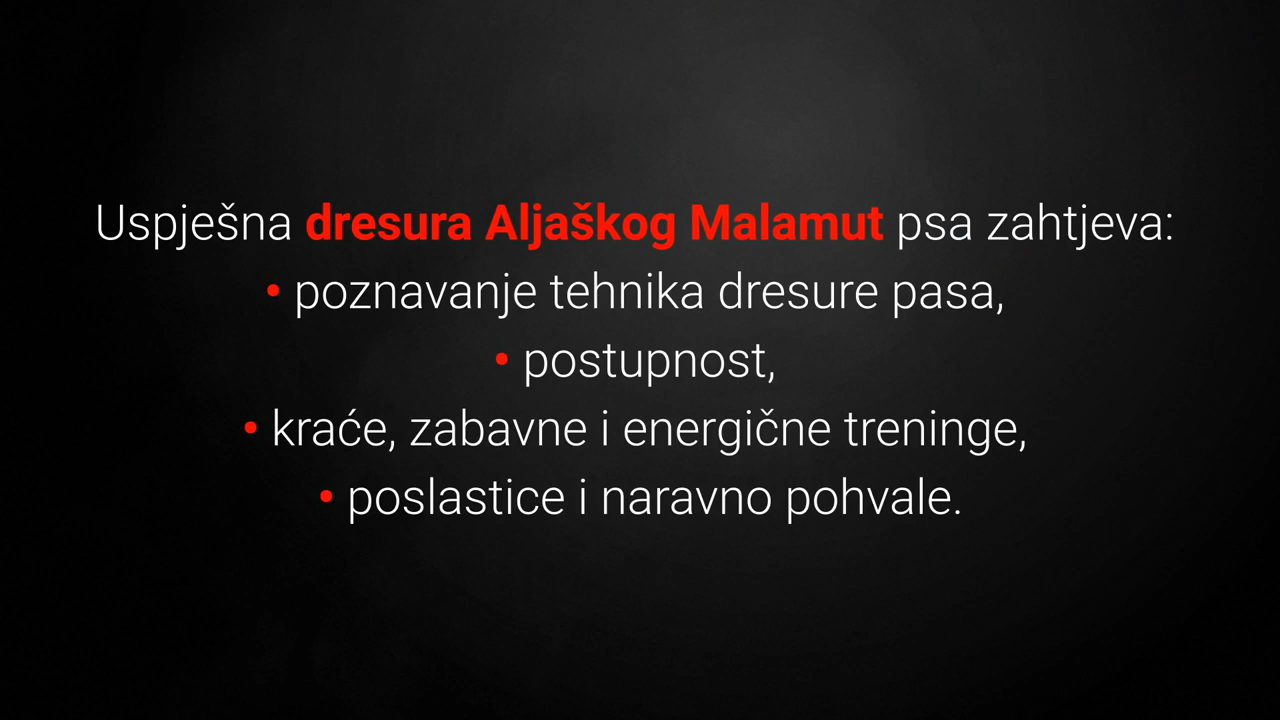 Uspješna dresura Aljaškog Malamut psa zahtjeva:
• poznavanje tehnika dresure pasa,
• postupnost,
• kraće, zabavne i energične treninge,
• poslastice i naravno pohvale.